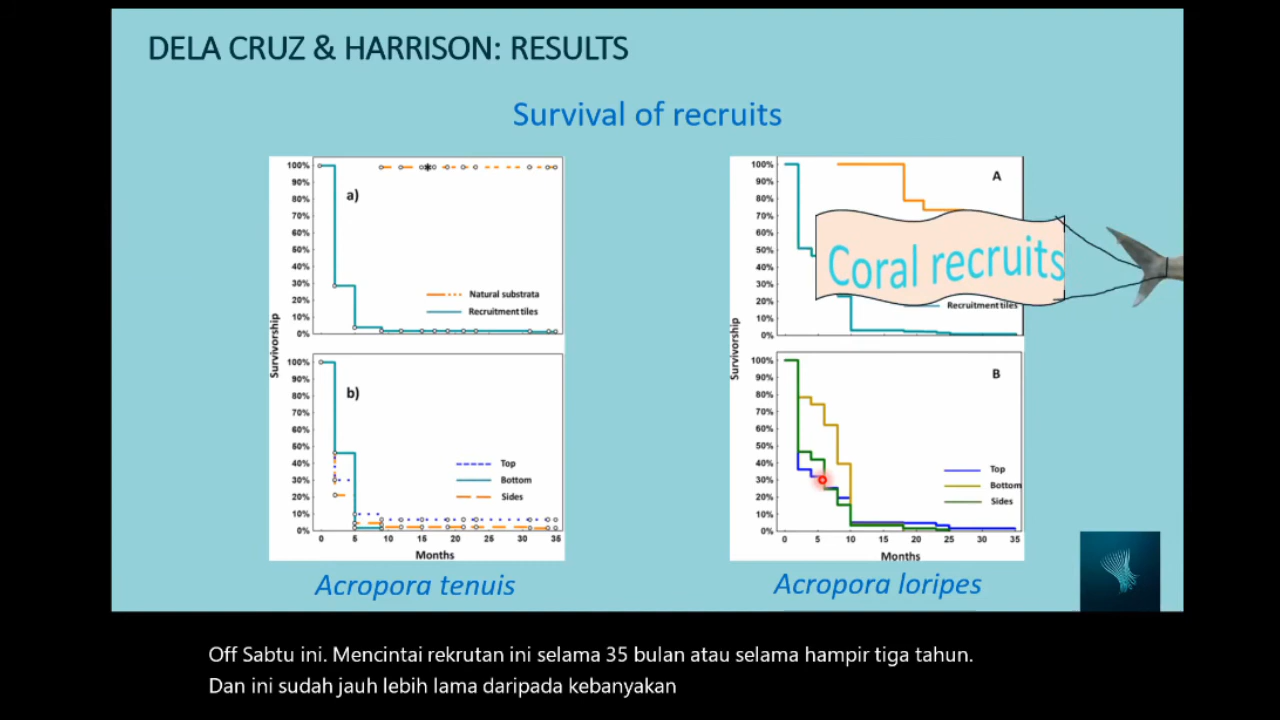 DELA CRUZ & HARRISON: RESULTS
Survival of recruits
100%
90%
80%
70%
60%
50%
40%
30%
20%
10%
0%
a)
Natural substrata
Recruitment tiles
Survivorship
100%
90%
80%
70%
60%
50%
40%
30%
20%
10%
0%
b)
Top
Bottom
Sides
0 5 10 15 20 25 30 35
Months
Acropora tenuis
100%
90%
80%
70%
60%
50%
40%
30%
20%
10%
0%
A
Coral recruits
Recruitment tiles
Survivorship
100%
90%
80%
70%
60%
50%
40%
30%
20%
10%
0%
B
Top
Bottom
Sides
0 5 10 15 20 25 30 35
Months
Acropora loripes
Off Sabtu ini. Mencintai rekrutan ini selama 35 bulan atau selama hampir tiga tahun.
Dan ini sudah jauh lebih lama daripada kebanyakan